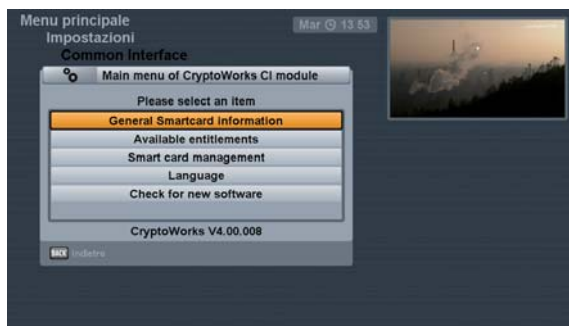 Menu principale
Mar 13 53
Impostazioni
Common Interface
Main menu of CryptoWorks CI module
Please select an item
General Smartcard Information
Available entitlements
Smart card management
Language
Check for new software
CryptoWorks V4.00.008
BACK Indietro